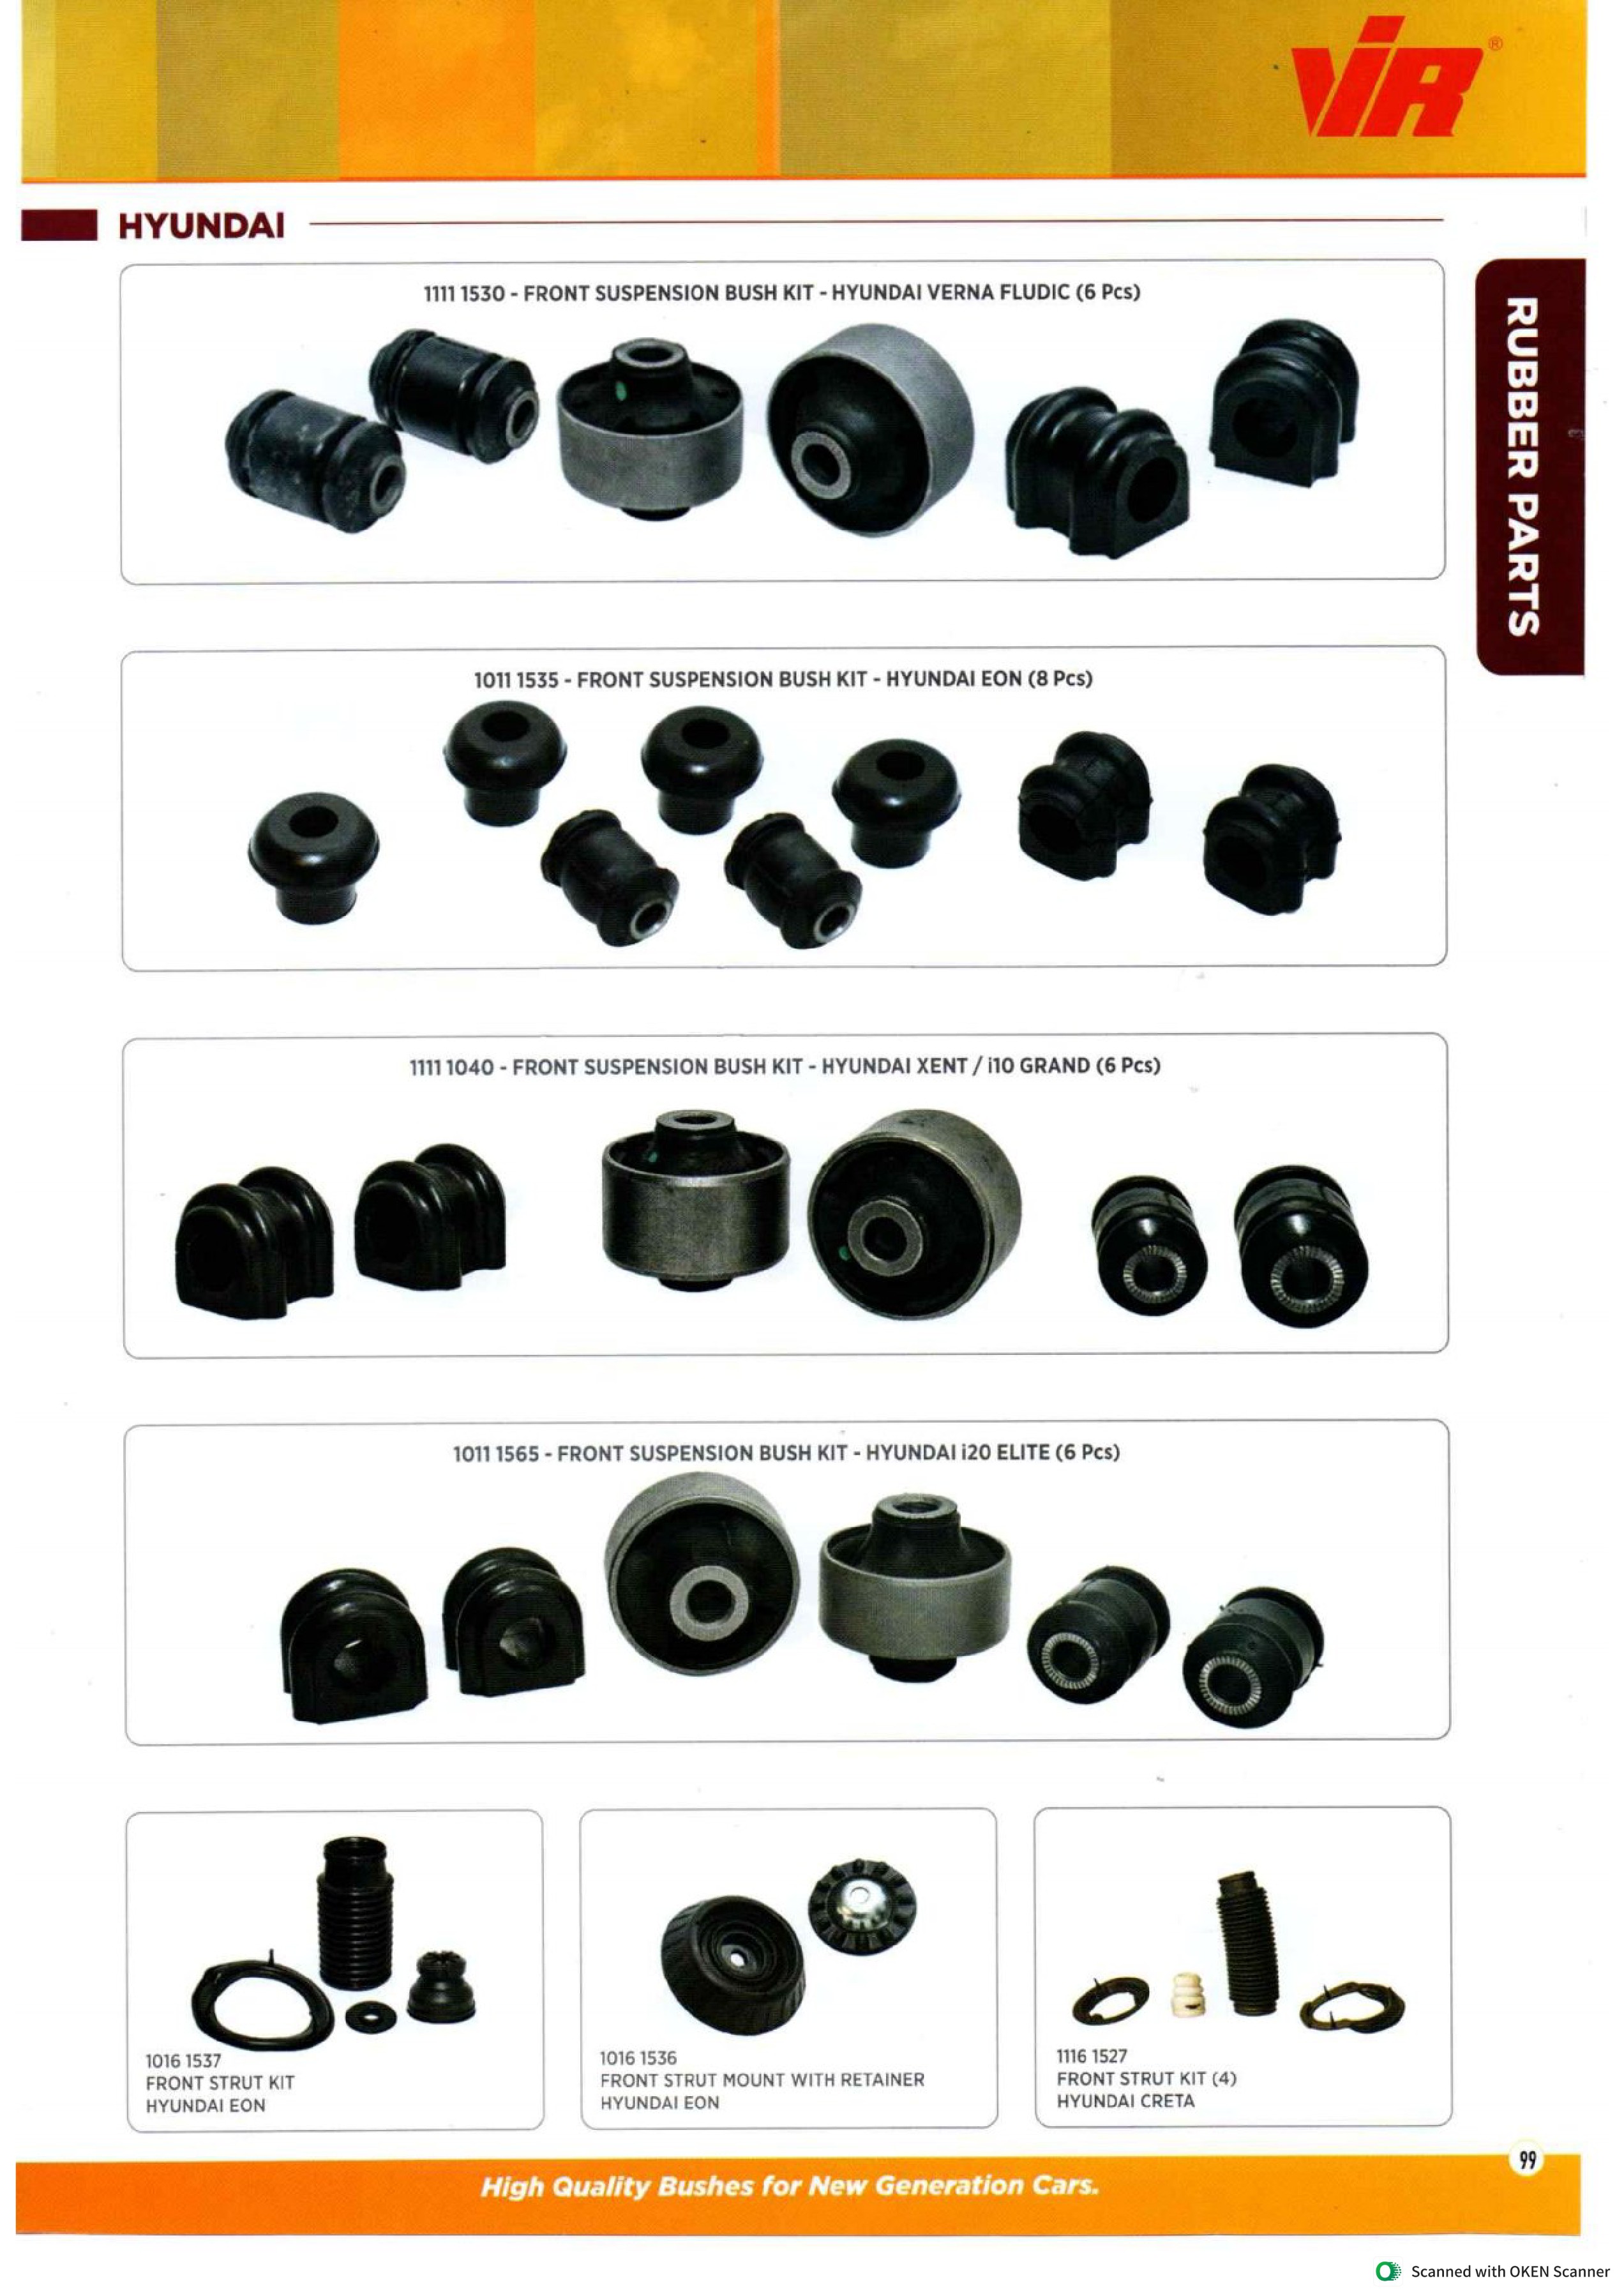 ViR®
HYUNDAI
RUBBER PARTS
1111 1530 - FRONT SUSPENSION BUSH KIT - HYUNDAI VERNA FLUDIC (6 Pcs)
1011 1535 - FRONT SUSPENSION BUSH KIT - HYUNDAI EON (8 Pcs)
1111 1040 - FRONT SUSPENSION BUSH KIT - HYUNDAI XENT / i10 GRAND (6 Pcs)
1011 1565 - FRONT SUSPENSION BUSH KIT - HYUNDAI i20 ELITE (6 Pcs)
1016 1537
FRONT STRUT KIT
HYUNDAI EON
1016 1536
FRONT STRUT MOUNT WITH RETAINER
HYUNDAI EON
1116 1527
FRONT STRUT KIT (4)
HYUNDAI CRETA
99
High Quality Bushes for New Generation Cars.
Scanned with OKEN Scanner